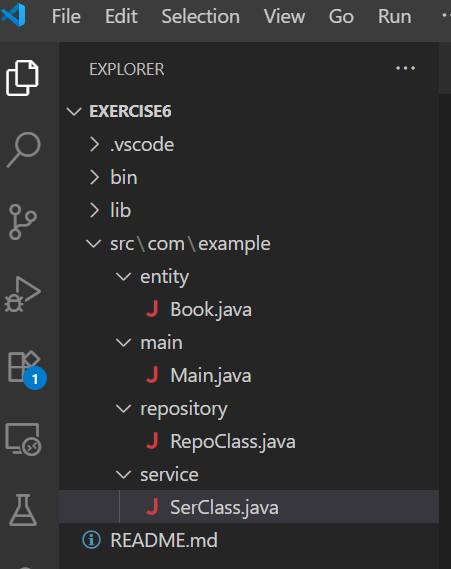 File Edit Selection View Go Run ···
EXPLORER ···
EXERCISE6
.vscode
bin
lib
src\com\example
entity
J Book.java
main
J Main.java
repository
J RepoClass.java
service
J SerClass.java
README.md
1